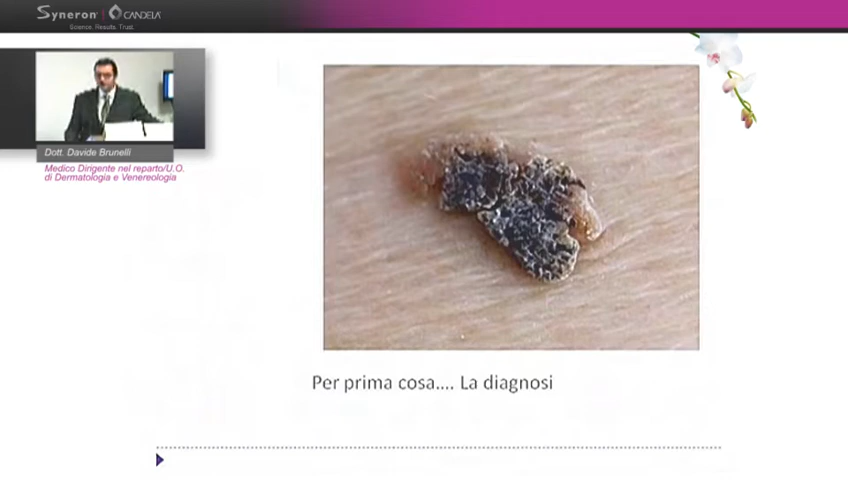 Syneron | CANDELA
Science. Results. Trust.
Dott. Davide Brunelli
Medico Dirigente nel reparto/U.O.
di Dermatologia e Venereologia
Per prima cosa.... La diagnosi